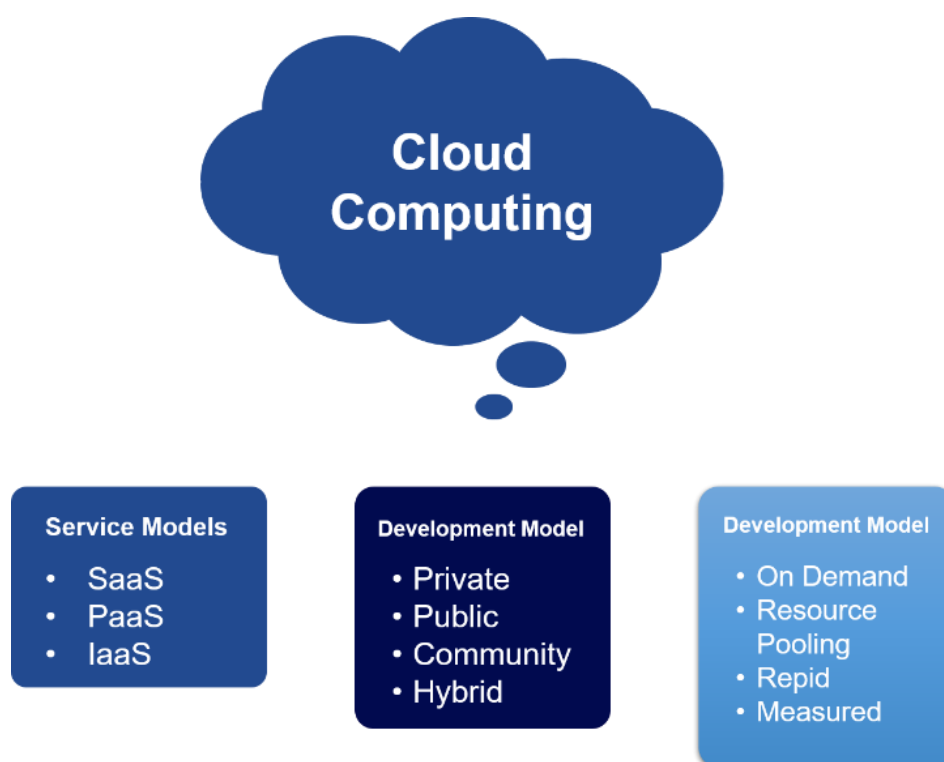 Cloud
Computing
Service Models
• SaaS
• PaaS
• IaaS
Development Model
• Private
• Public
• Community
• Hybrid
Development Model
• On Demand
• Resource
Pooling
• Repid
• Measured